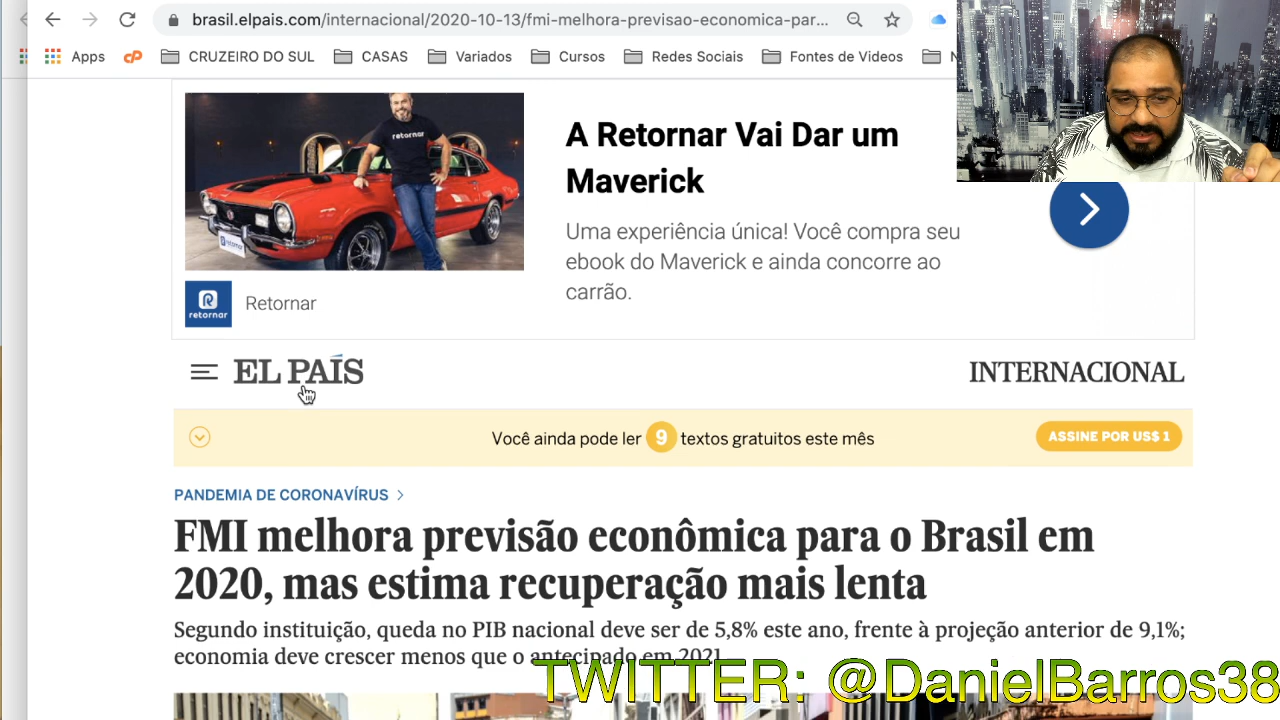 brasil.elpais.com/internacional/2020-10-13/fmi-melhora-previsao-economica-par...
Apps
CRUZEIRO DO SUL
CASAS
Variados
Cursos
Redes Sociais
Fontes de Videos
N
retornar
retornar
A Retornar Vai Dar um
Maverick
Uma experiência única! Você compra seu
ebook do Maverick e ainda concorre ao
carrão.
retornar
Retornar
EL PAÍS
INTERNACIONAL
Você ainda pode ler 9 textos gratuitos este mês
ASSINE POR US$ 1
PANDEMIA DE CORONAVÍRUS >
FMI melhora previsão econômica para o Brasil em
2020, mas estima recuperação mais lenta
Segundo instituição, queda no PIB nacional deve ser de 5,8% este ano, frente à projeção anterior de 9,1%;
economia deve crescer menos que o antecipado em 2021
TWITTER: @DanielBarros38